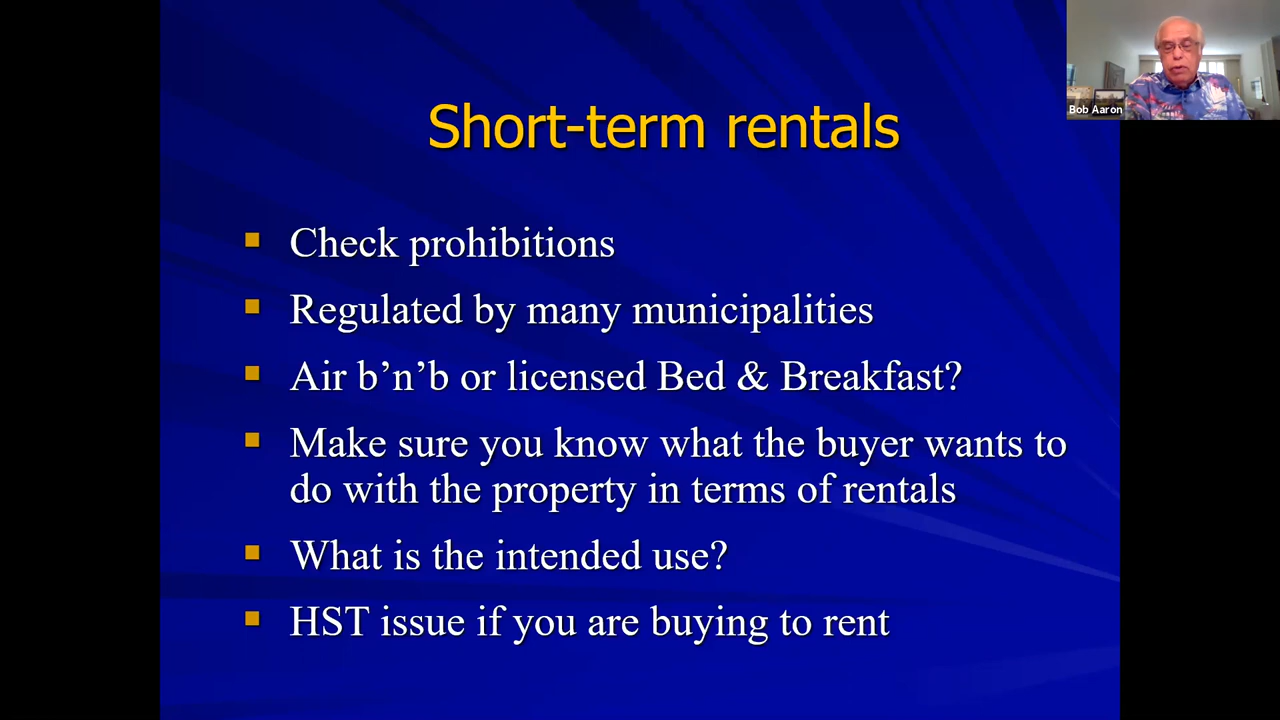 Bob Aaron
Short-term rentals
Check prohibitions
Regulated by many municipalities
Air b’n’b or licensed Bed & Breakfast?
Make sure you know what the buyer wants to
do with the property in terms of rentals
What is the intended use?
HST issue if you are buying to rent